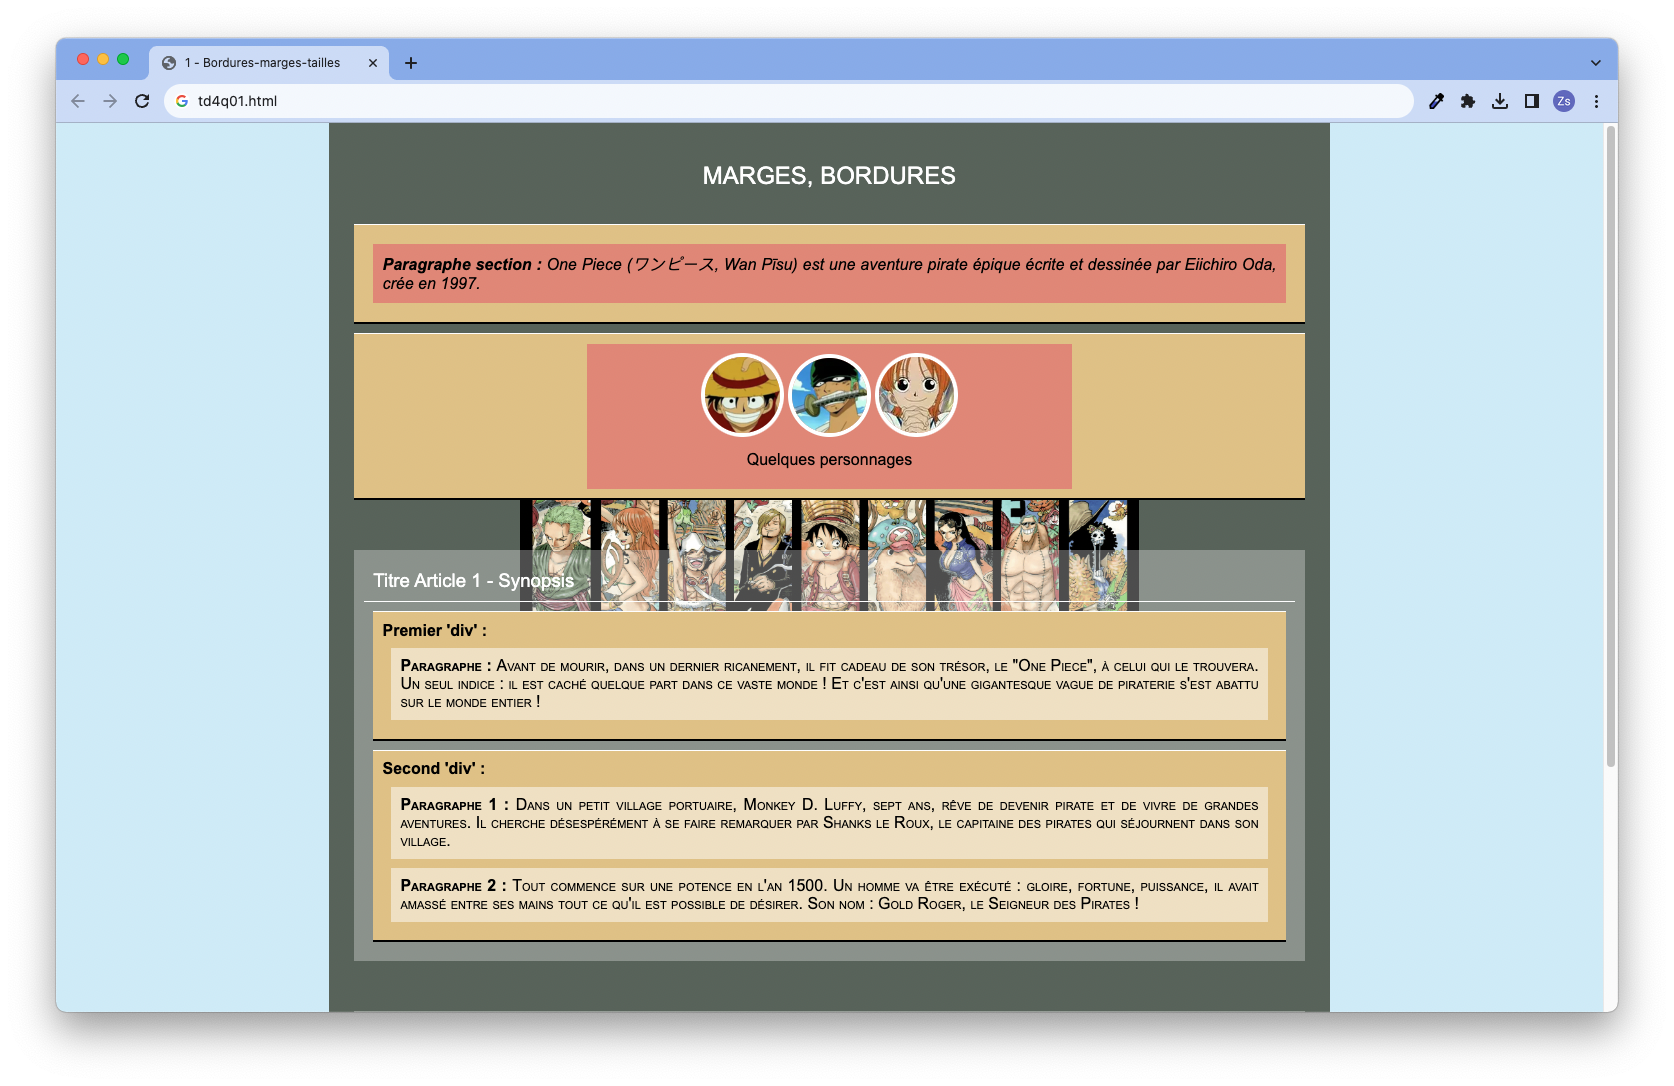 1 - Bordures-marges-tailles
td4q01.html
Zs
MARGES, BORDURES
Paragraphe section : One Piece (ワンピース, Wan Pīsu) est une aventure pirate épique écrite et dessinée par Eiichiro Oda,
crée en 1997.
Quelques personnages
Titre Article 1 - Synopsis
Premier 'div' :
Paragraphe : Avant de mourir, dans un dernier ricanement, il fit cadeau de son trésor, le "One Piece", à celui qui le trouvera.
Un seul indice : il est caché quelque part dans ce vaste monde ! Et c'est ainsi qu'une gigantesque vague de piraterie s'est abattu
sur le monde entier !
Second 'div' :
Paragraphe 1 : Dans un petit village portuaire, Monkey D. Luffy, sept ans, rêve de devenir pirate et de vivre de grandes
aventures. Il cherche désespérément à se faire remarquer par Shanks le Roux, le capitaine des pirates qui séjournent dans son
village.
Paragraphe 2 : Tout commence sur une potence en l'an 1500. Un homme va être exécuté : gloire, fortune, puissance, il avait
amassé entre ses mains tout ce qu'il est possible de désirer. Son nom : Gold Roger, le Seigneur des Pirates !